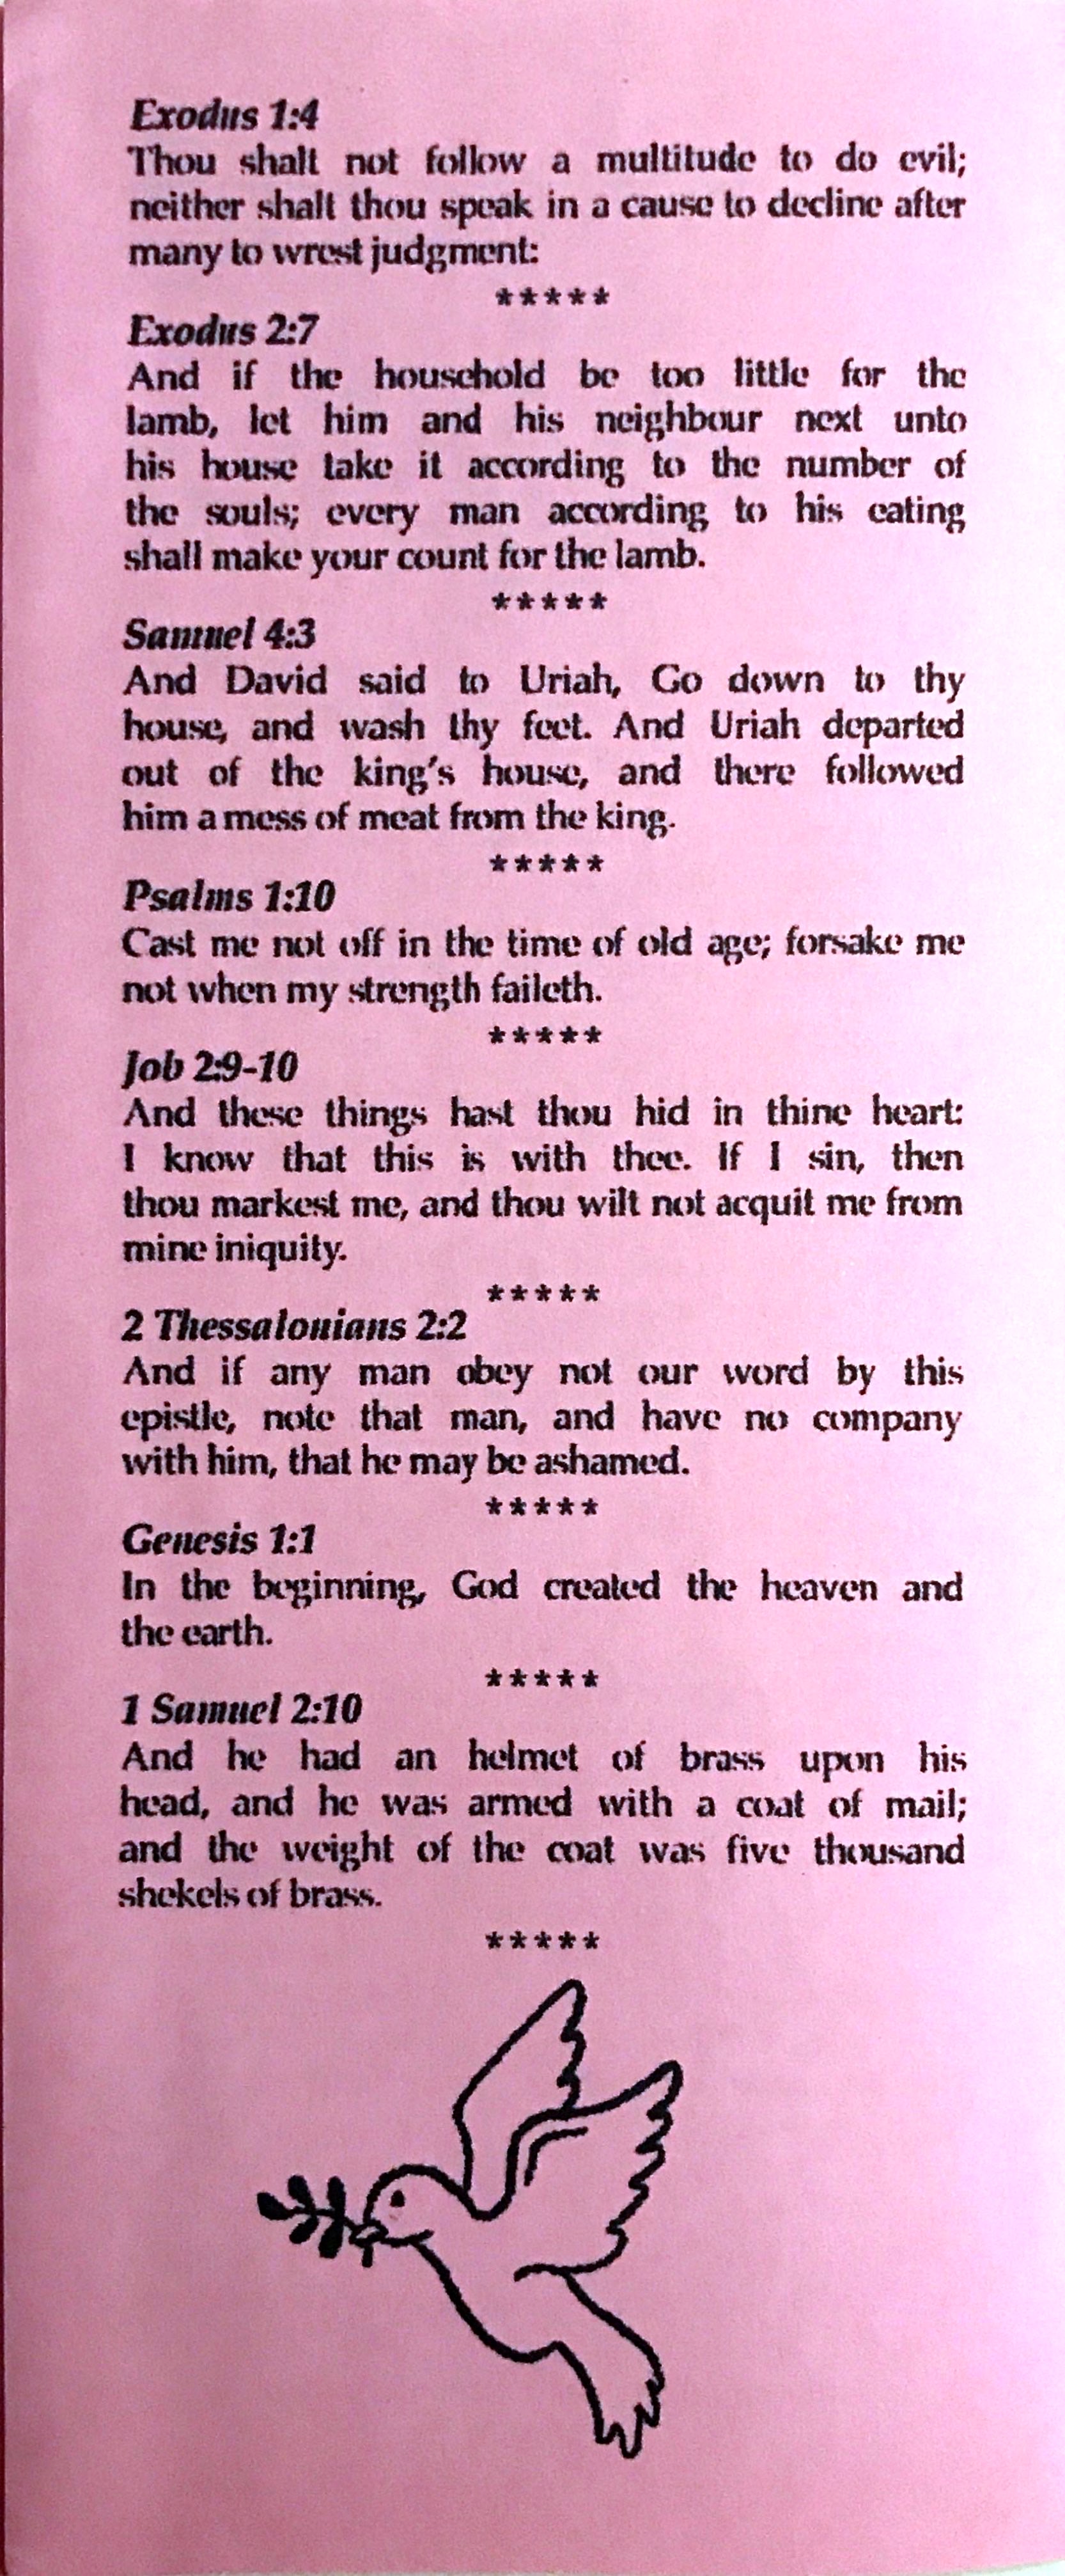 Exodus 1:4
Thou shalt not follow a multitude to do evil;
neither shalt thou speak in a cause to decline after
many to wrest judgment:
*****
Exodus 2:7
And if the household be too little for the
lamb, let him and his neighbour next unto
his house take it according to the number of
the souls; every man according to his eating
shall make your count for the lamb.
*****
Samuel 4:3
And David said to Uriah, Go down to thy
house, and wash thy feet. And Uriah departed
out of the king's house, and there followed
him a mess of meat from the king.
*****
Psalms 1:10
Cast me not off in the time of old age; forsake me
not when my strength faileth.
*****
Job 2:9-10
And these things hast thou hid in thine heart:
I know that this is with thee. If I sin, then
thou markest me, and thou wilt not acquit me from
mine iniquity.
*****
2 Thessalonians 2:2
And if any man obey not our word by this
epistle, note that man, and have no company
with him, that he may be ashamed.
*****
Genesis 1:1
In the beginning, God created the heaven and
the earth.
*****
1 Samuel 2:10
And he had an helmet of brass upon his
head, and he was armed with a coat of mail;
and the weight of the coat was five thousand
shekels of brass.
*****